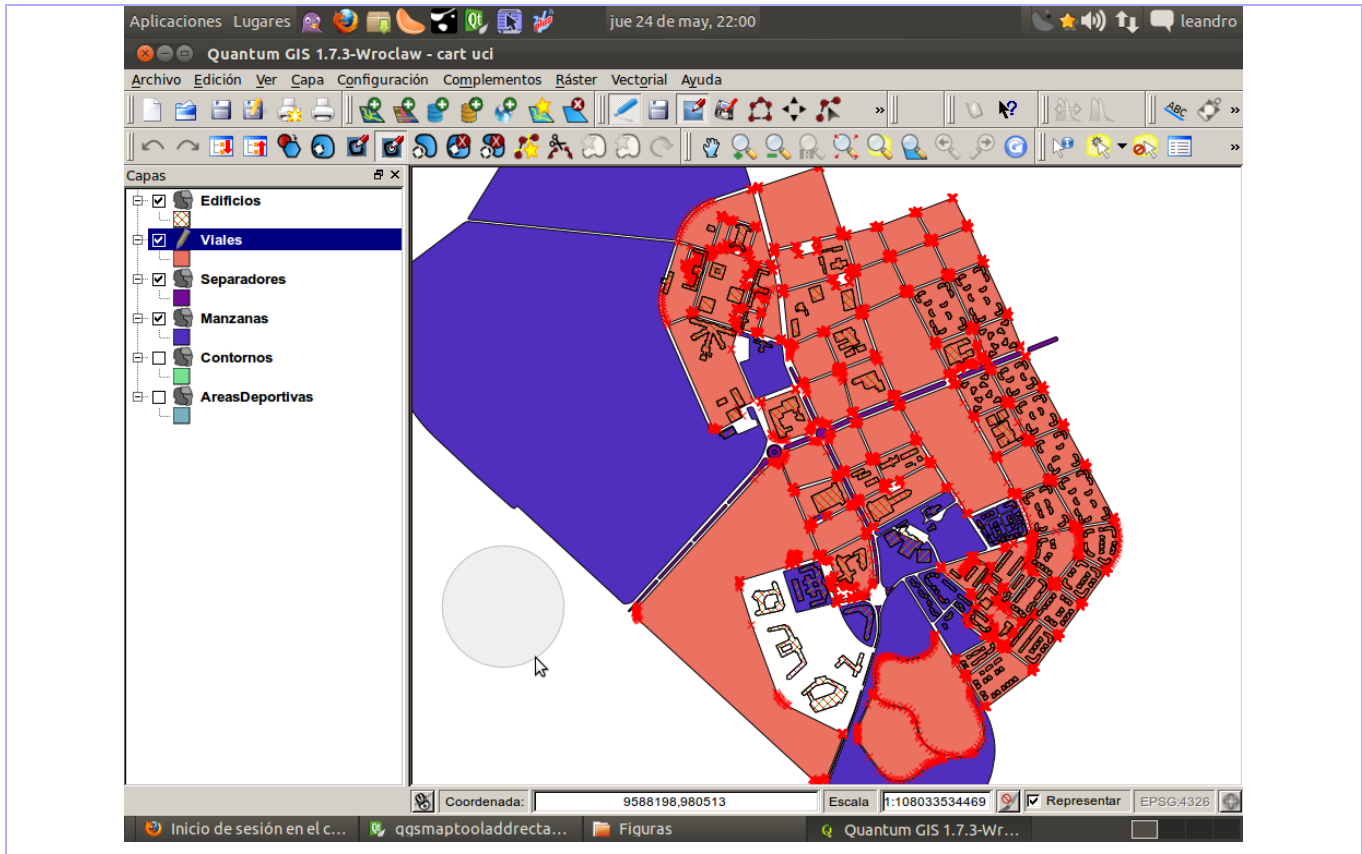 Aplicaciones Lugares jue 24 de may, 22:00 leandro
Quantum GIS 1.7.3-Wroclaw - cart uci
Archivo Edición Ver Capa Configuración Complementos Ráster Vectorial Ayuda
» » ABC »
»
Capas
Edificios
Viales
Separadores
Manzanas
Contornos
AreasDeportivas
Coordenada: 9588198,980513 Escala 1:108033534469 Representar EPSG:4326
Inicio de sesión en el c... qgsmaptooladdrecta... Figuras Quantum GIS 1.7.3-Wr...